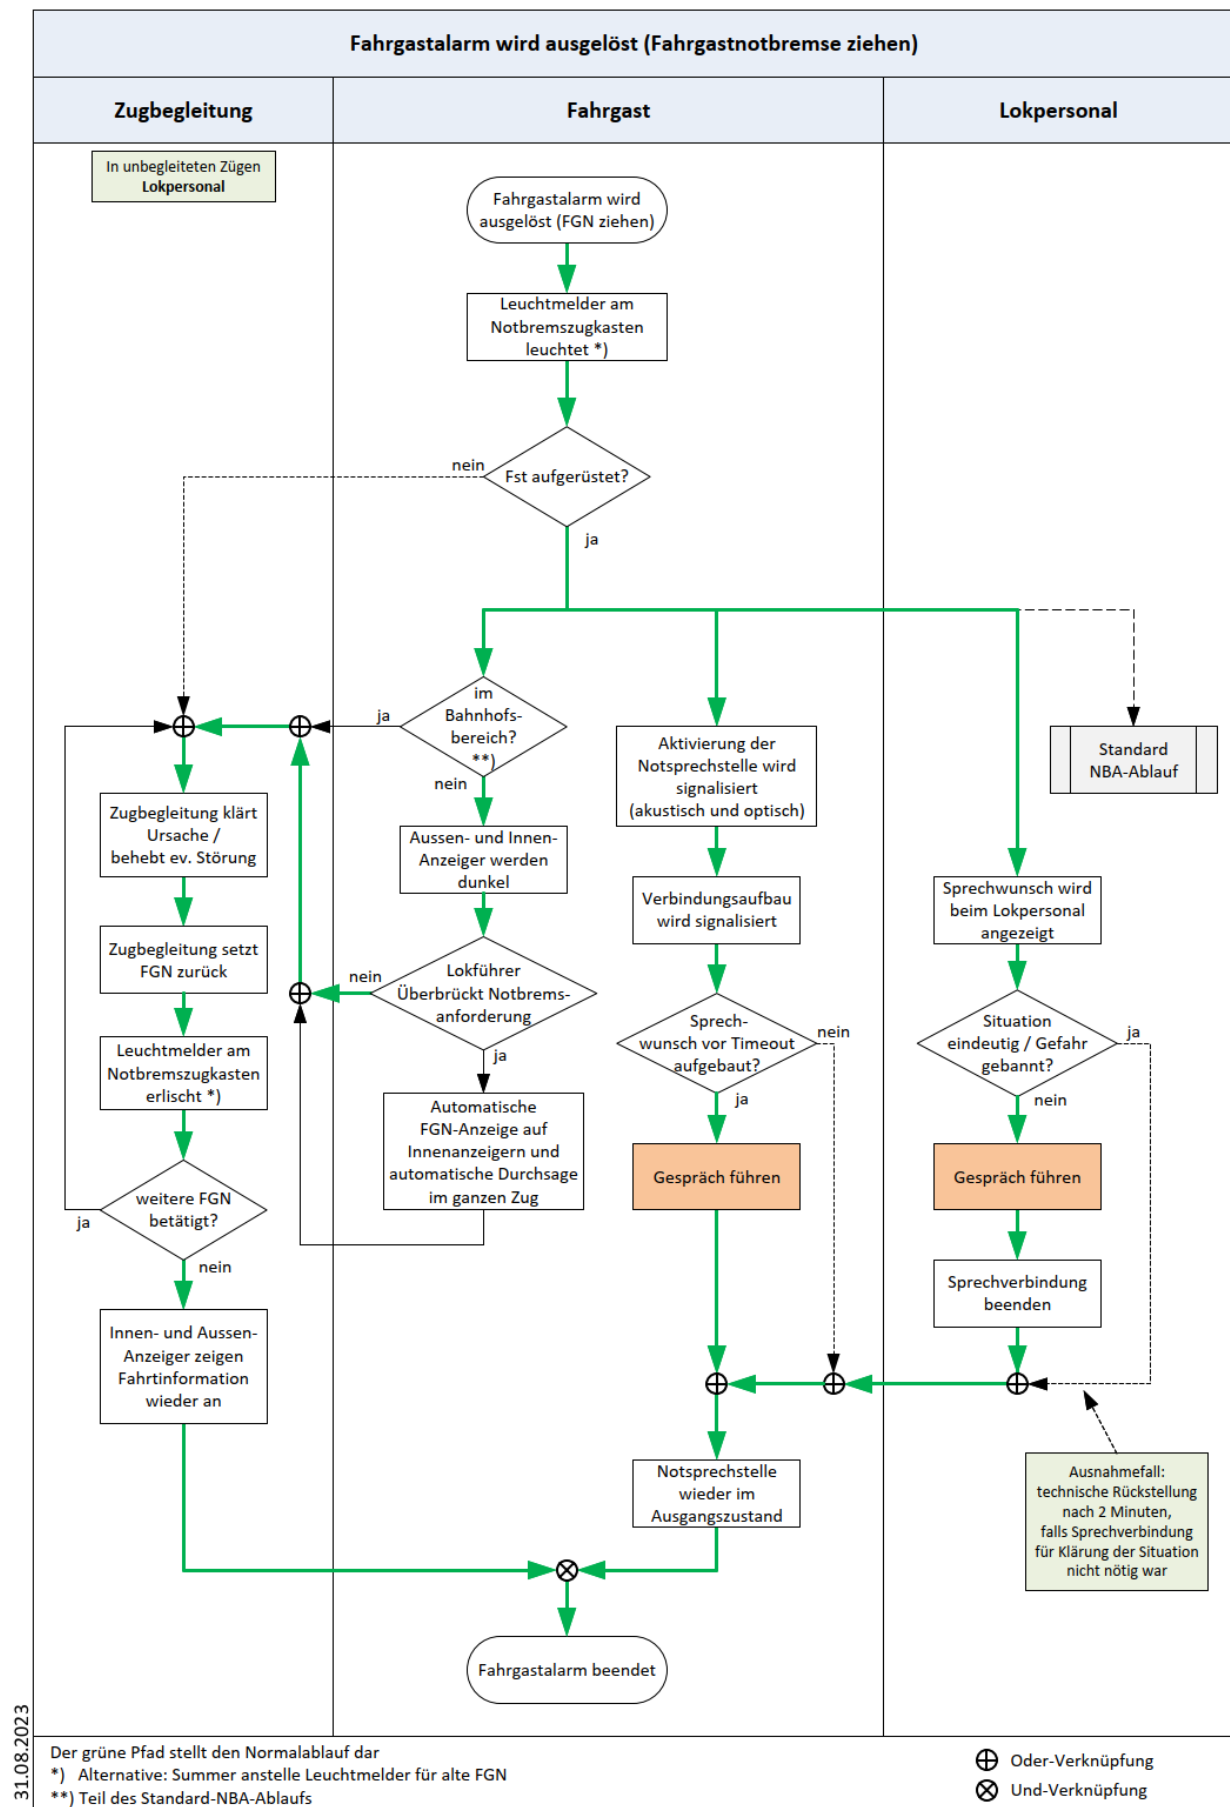 Fahrgastalarm wird ausgelöst (Fahrgastnotbremse ziehen)
Zugbegleitung
Fahrgast
Lokpersonal
In unbegleiteten Zügen
Lokpersonal
Fahrgastalarm wird
ausgelöst (FGN ziehen)
Leuchtmelder am
Notbremszugkasten
leuchtet *)
nein
Fst aufgerüstet?
ja
ja
im
Bahnhofs-
bereich?
**)
nein
Aktivierung der
Notsprechstelle wird
signalisiert
(akustisch und optisch)
Standard
NBA-Ablauf
Zugbegleitung klärt
Ursache /
behebt ev. Störung
Aussen- und Innen-
Anzeiger werden
dunkel
Verbindungsaufbau
wird signalisiert
Sprechwunsch wird
beim Lokpersonal
angezeigt
Zugbegleitung setzt
FGN zurück
nein
Lokführer
Überbrückt Notbrems-
anforderung
ja
Sprech-
wunsch vor Timeout
aufgebaut?
nein
ja
Situation
eindeutig / Gefahr
gebannt?
ja
nein
Leuchtmelder am
Notbremszugkasten
erlischt *)
Automatische
FGN-Anzeige auf
Innenanzeigern und
automatische Durchsage
im ganzen Zug
Gespräch führen
Gespräch führen
weitere FGN
betätigt?
ja
nein
Sprechverbindung
beenden
Innen- und Aussen-
Anzeiger zeigen
Fahrtinformation
wieder an
Notsprechstelle
wieder im
Ausgangszustand
Ausnahmefall:
technische Rückstellung
nach 2 Minuten,
falls Sprechverbindung
für Klärung der Situation
nicht nötig war
Fahrgastalarm beendet
31.08.2023
Der grüne Pfad stellt den Normalablauf dar
*) Alternative: Summer anstelle Leuchtmelder für alte FGN
**) Teil des Standard-NBA-Ablaufs
Oder-Verknüpfung
Und-Verknüpfung